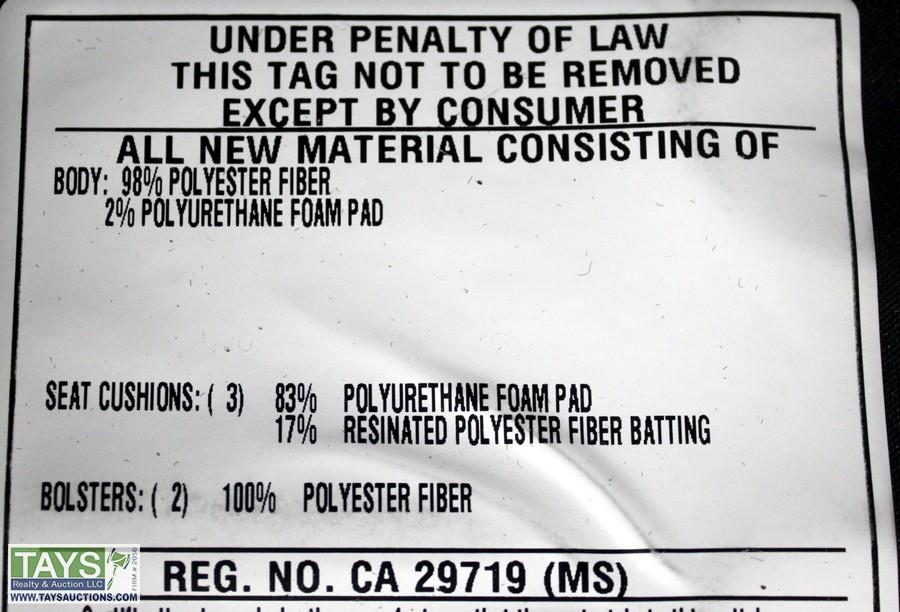 UNDER PENALTY OF LAW
THIS TAG NOT TO BE REMOVED
EXCEPT BY CONSUMER
ALL NEW MATERIAL CONSISTING OF
BODY: 98% POLYESTER FIBER
2% POLYURETHANE FOAM PAD
SEAT CUSHIONS: ( 3) 83% POLYURETHANE FOAM PAD
17% RESINATED POLYESTER FIBER BATTING
BOLSTERS: ( 2) 100% POLYESTER FIBER
REG. NO. CA 29719 (MS)
TAYS
Realty & Auction LLC
FIRM # 2056
WWW.TAYSAUCTIONS.COM